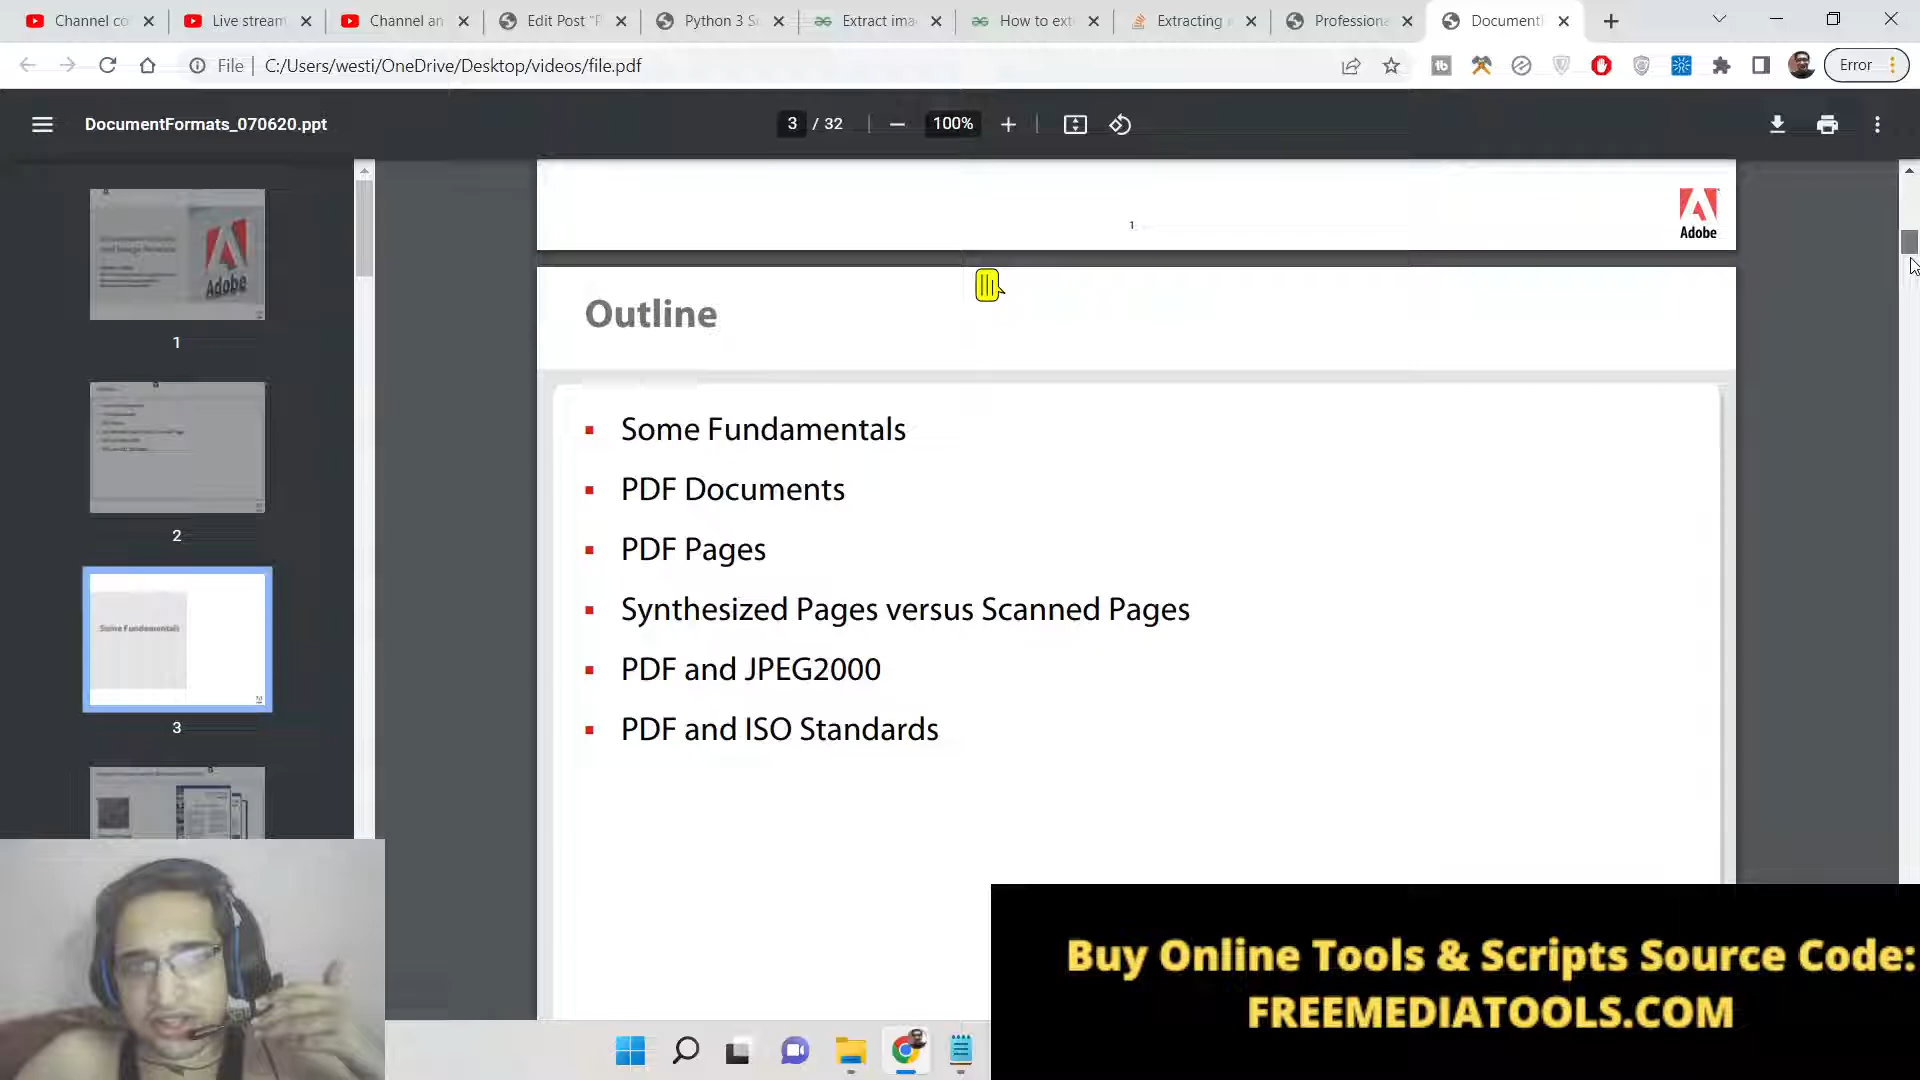 Channel co
Live stream
Channel an
Edit Post "
Python 3 S
Extract ima
How to ext
Extracting
Professiona
Document
File
C:/Users/westi/OneDrive/Desktop/videos/file.pdf
Error
DocumentFormats_070620.ppt
3 / 32
100%
Adobe
1
2
Some Fundamentals
3
1
Adobe
Outline
Some Fundamentals
PDF Documents
PDF Pages
Synthesized Pages versus Scanned Pages
PDF and JPEG2000
PDF and ISO Standards
Buy Online Tools & Scripts Source Code:
FREEMEDIATOOLS.COM